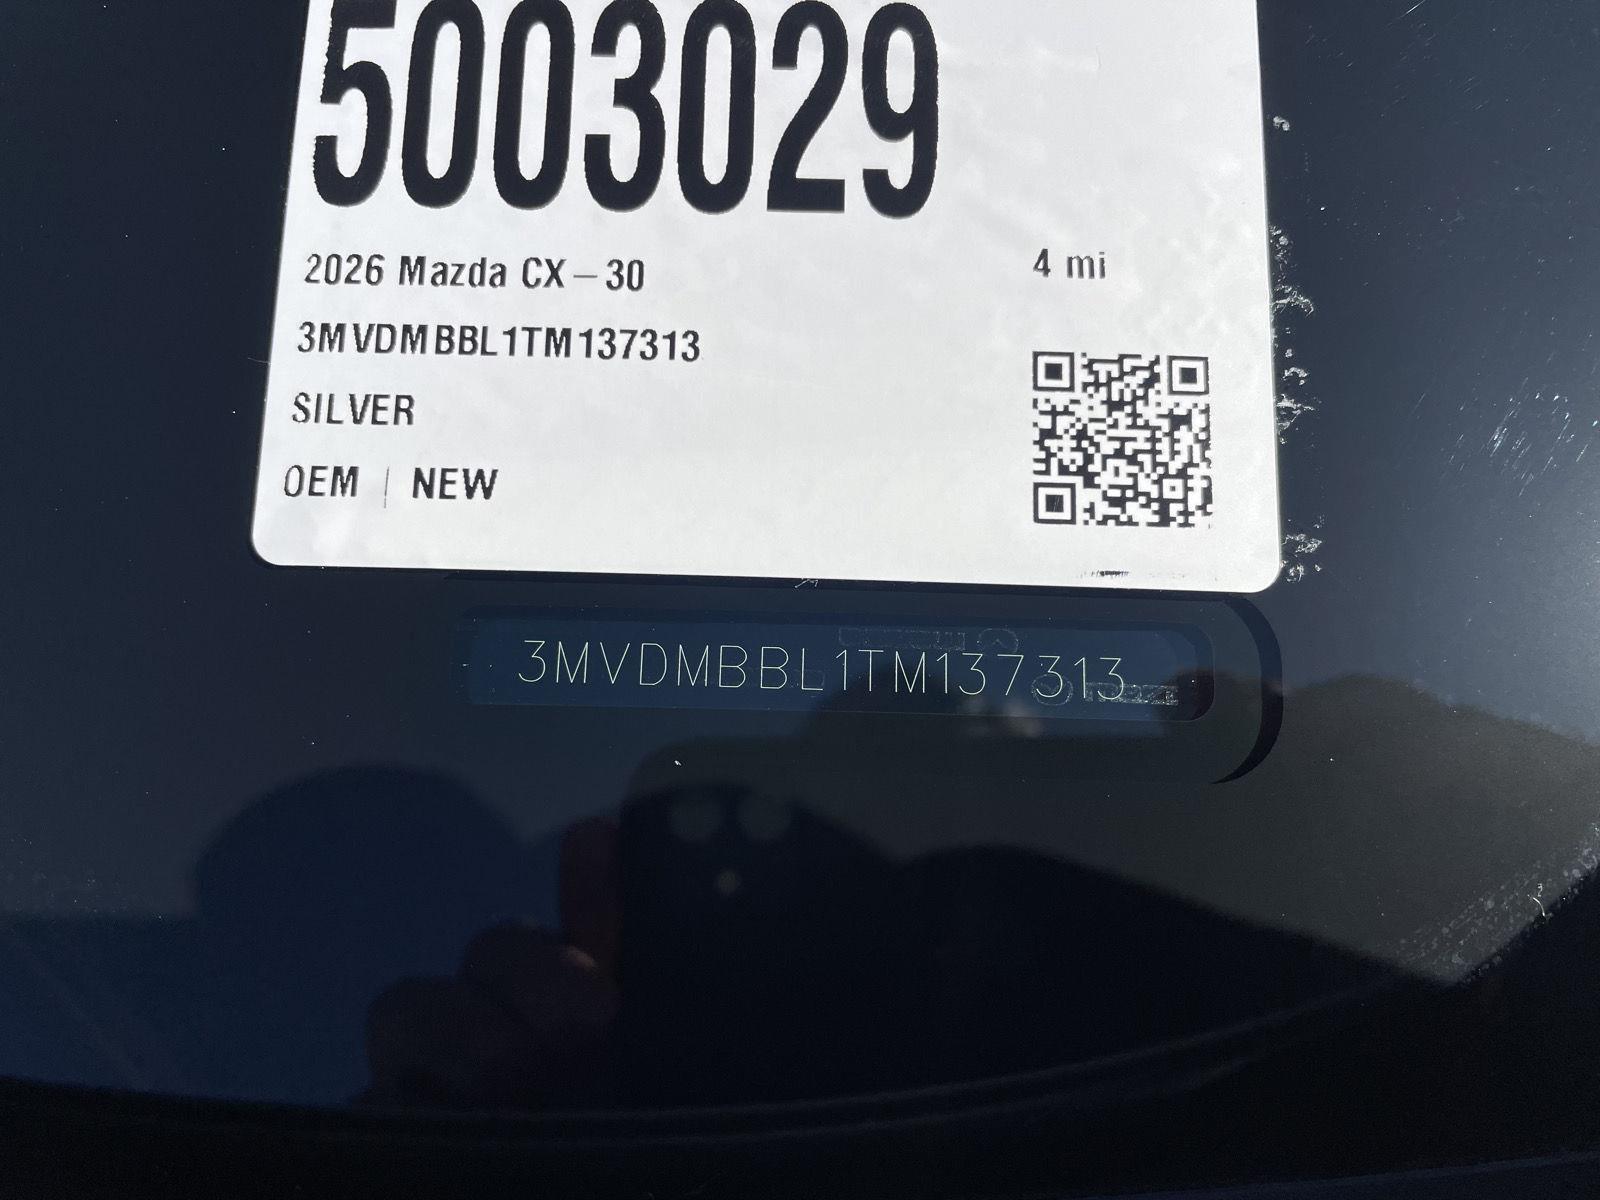 5003029
2026 Mazda CX-30
4 mi
3MVDMBBL1TM137313
SILVER
OEM | NEW
3MVDMBBL1TM137313